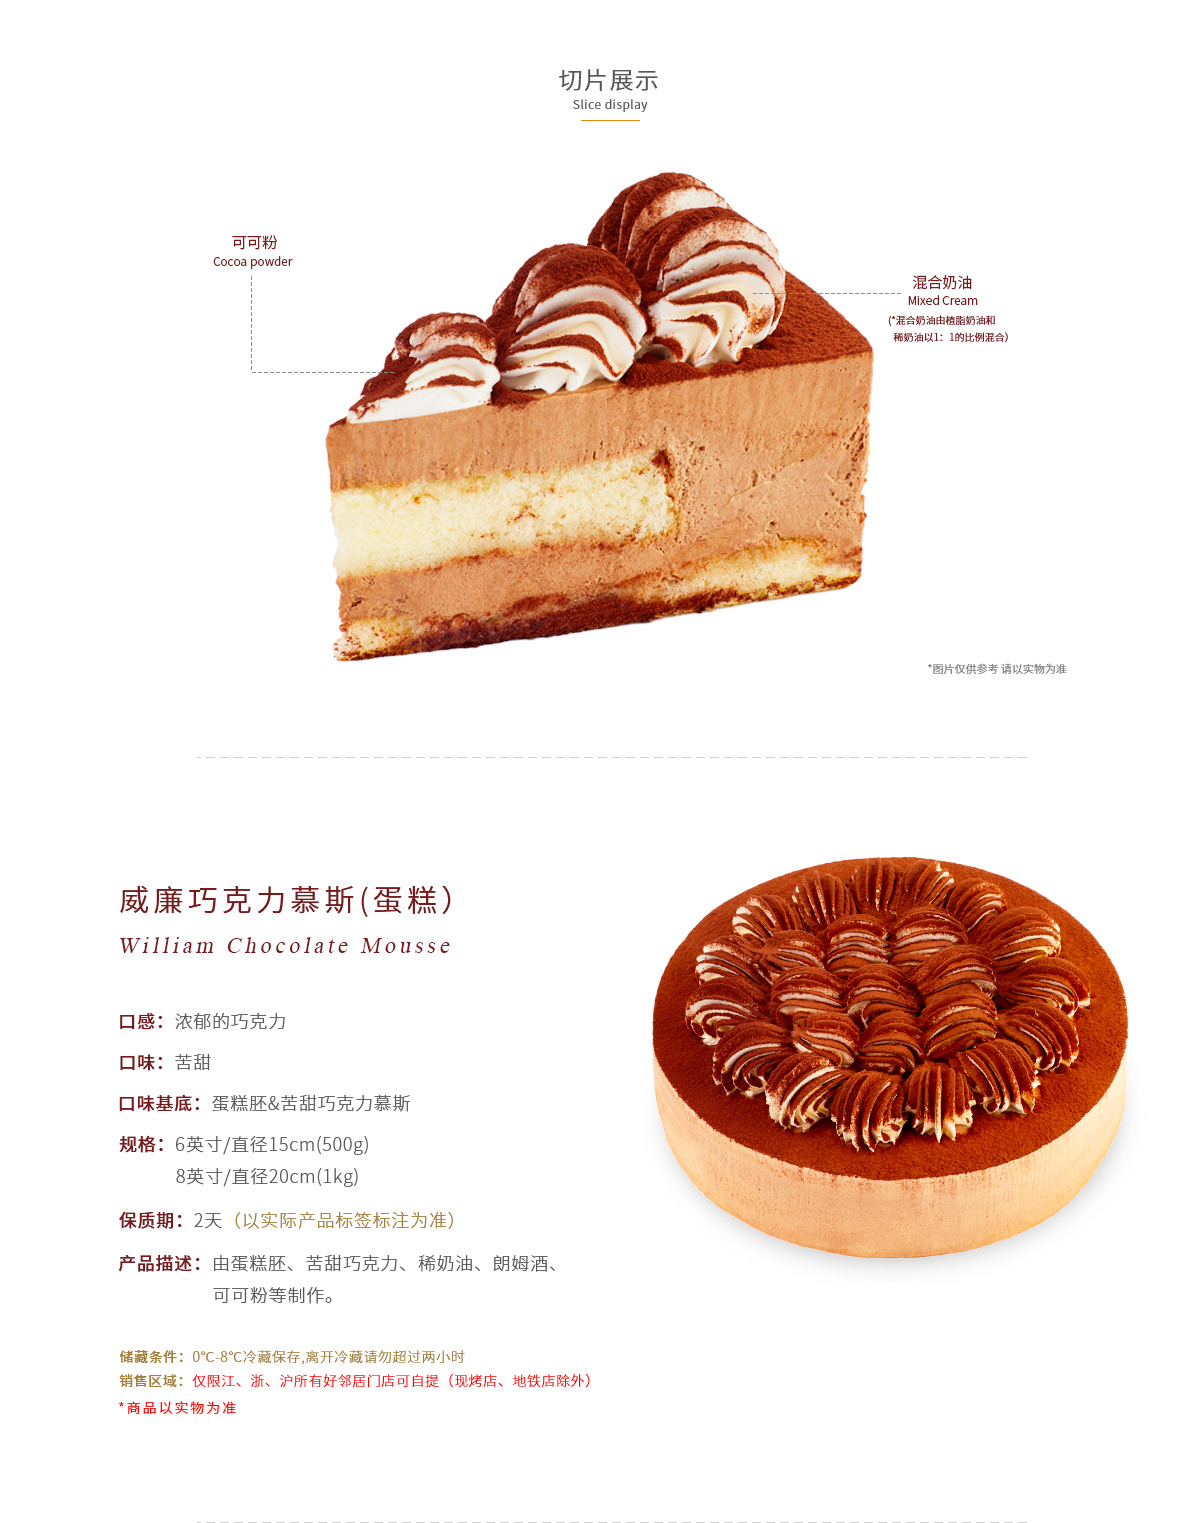 切片展示
Slice display
可可粉
Cocoa powder
混合奶油
Mixed Cream
(*混合奶油由植脂奶油和
稀奶油以1：1的比例混合)
*图片仅供参考 请以实物为准
威廉巧克力慕斯(蛋糕)
William Chocolate Mousse
口感：浓郁的巧克力
口味：苦甜
口味基底：蛋糕胚&苦甜巧克力慕斯
规格：6英寸/直径15cm(500g)
8英寸/直径20cm(1kg)
保质期：2天（以实际产品标签标注为准）
产品描述：由蛋糕胚、苦甜巧克力、稀奶油、朗姆酒、
可可粉等制作。
储藏条件：0℃-8℃冷藏保存,离开冷藏请勿超过两小时
销售区域：仅限江、浙、沪所有好邻居门店可自提（现烤店、地铁店除外）
*商品以实物为准